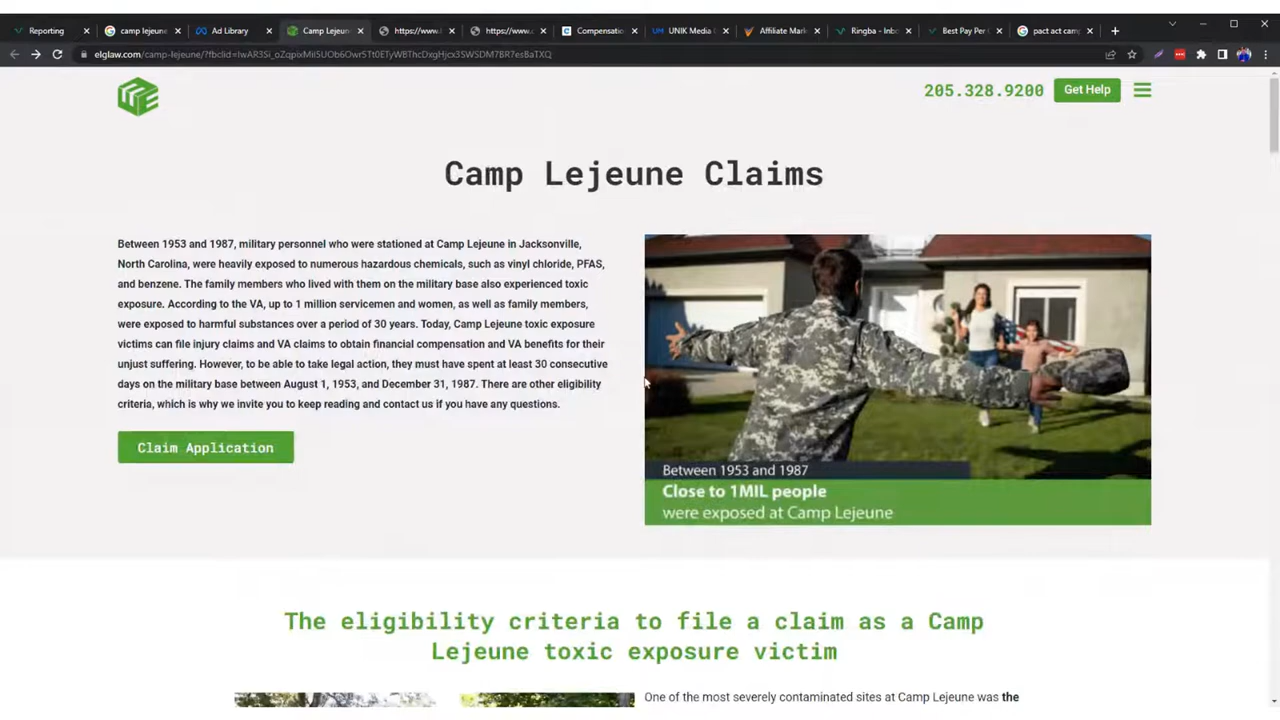 Reporting
camp lejeune
Ad Library
Camp Lejeun
https://www.
https://www.
Compensatio
UNIK Media
Affiliate Mark
Ringba - Inb
Best Pay Per
pact act cam
205.328.9200
Get Help
Camp Lejeune Claims
Between 1953 and 1987, military personnel who were stationed at Camp Lejeune in Jacksonville,
North Carolina, were heavily exposed to numerous hazardous chemicals, such as vinyl chloride, PFAS,
and benzene. The family members who lived with them on the military base also experienced toxic
exposure. According to the VA, up to 1 million servicemen and women, as well as family members,
were exposed to harmful substances over a period of 30 years. Today, Camp Lejeune toxic exposure
victims can file injury claims and VA claims to obtain financial compensation and VA benefits for their
unjust suffering. However, to be able to take legal action, they must have spent at least 30 consecutive
days on the military base between August 1, 1953, and December 31, 1987. There are other eligibility
criteria, which is why we invite you to keep reading and contact us if you have any questions.
Claim Application
Between 1953 and 1987
Close to 1MIL people
were exposed at Camp Lejeune
The eligibility criteria to file a claim as a Camp
Lejeune toxic exposure victim
One of the most severely contaminated sites at Camp Lejeune was the